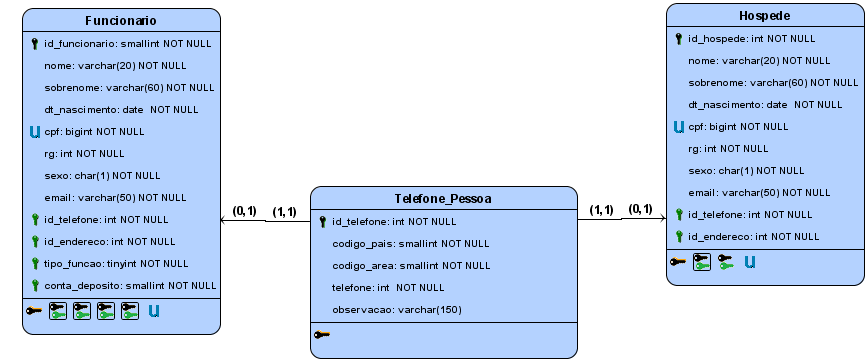 Funcionario
id_funcionario: smallint NOT NULL
nome: varchar(20) NOT NULL
sobrenome: varchar(60) NOT NULL
dt_nascimento: date NOT NULL
U cpf: bigint NOT NULL
rg: int NOT NULL
sexo: char(1) NOT NULL
email: varchar(50) NOT NULL
id_telefone: int NOT NULL
id_endereco: int NOT NULL
tipo_funcao: tinyint NOT NULL
conta_deposito: smallint NOT NULL
U
(0,1)
(1,1)
Telefone_Pessoa
id_telefone: int NOT NULL
codigo_pais: smallint NOT NULL
codigo_area: smallint NOT NULL
telefone: int NOT NULL
observacao: varchar(150)
(1,1)
(0,1)
Hospede
id_hospede: int NOT NULL
nome: varchar(20) NOT NULL
sobrenome: varchar(60) NOT NULL
dt_nascimento: date NOT NULL
U cpf: bigint NOT NULL
rg: int NOT NULL
sexo: char(1) NOT NULL
email: varchar(50) NOT NULL
id_telefone: int NOT NULL
id_endereco: int NOT NULL
U